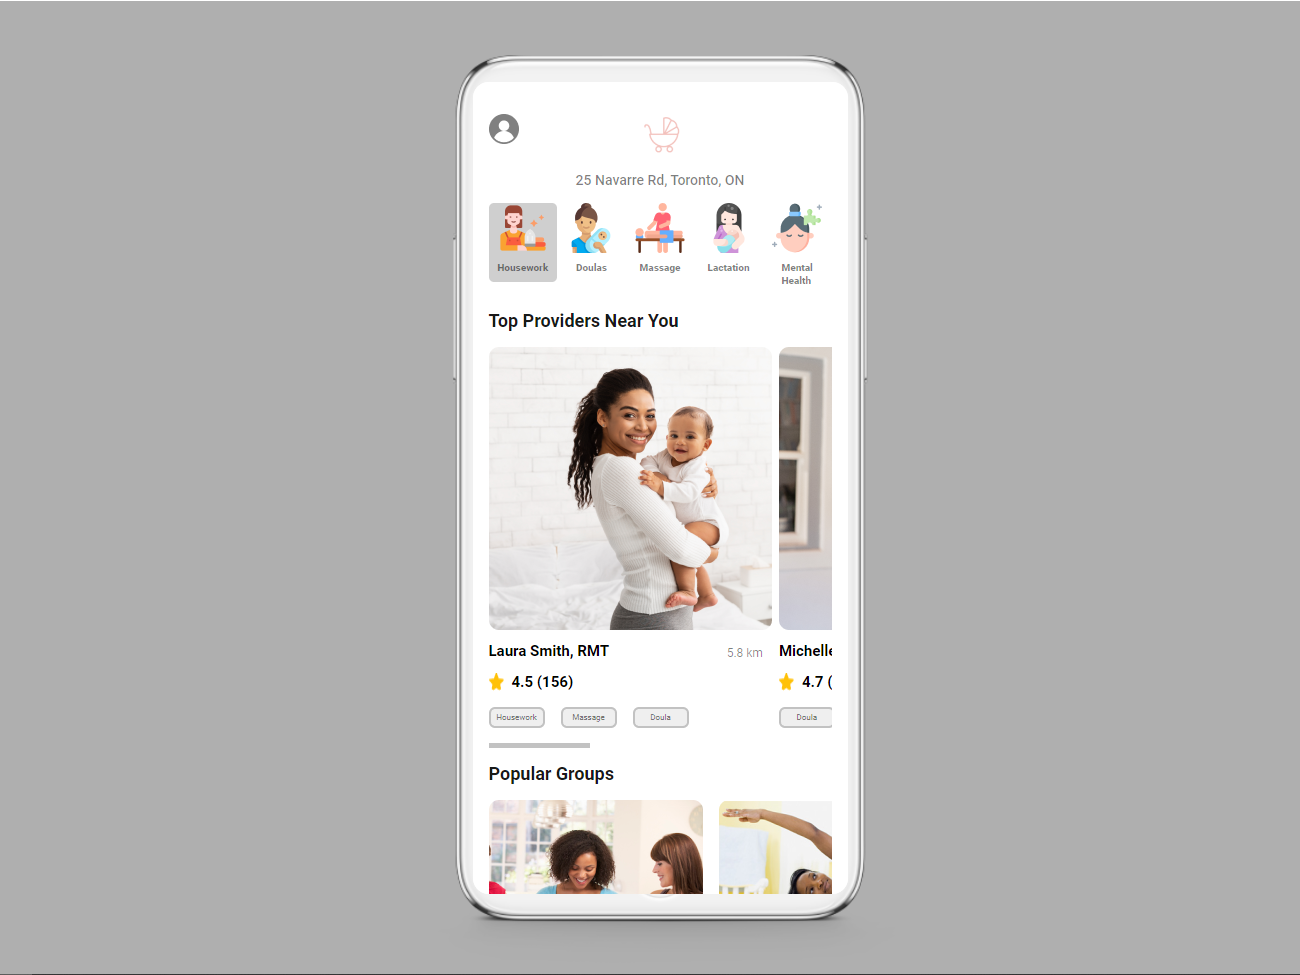 25 Navarre Rd, Toronto, ON
Housework
Doulas
Massage
Lactation
Mental
Health
Top Providers Near You
Laura Smith, RMT
5.8 km
Michelle
4.5 (156)
4.7 (
Housework
Massage
Doula
Doula
Popular Groups